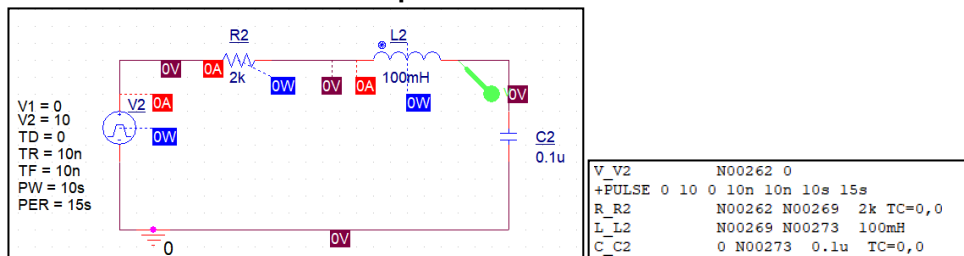 R2
L2
0V
0A
2k
0W
0V
0A
100mH
0W
0V
V1 = 0
V2 = 10
TD = 0
TR = 10n
TF = 10n
PW = 10s
PER = 15s
V2
0A
0W
C2
0.1u
0
0V
V_V2 N00262 0
+PULSE 0 10 0 10n 10n 10s 15s
R_R2 N00262 N00269 2k TC=0,0
L_L2 N00269 N00273 100mH
C_C2 0 N00273 0.1u TC=0,0